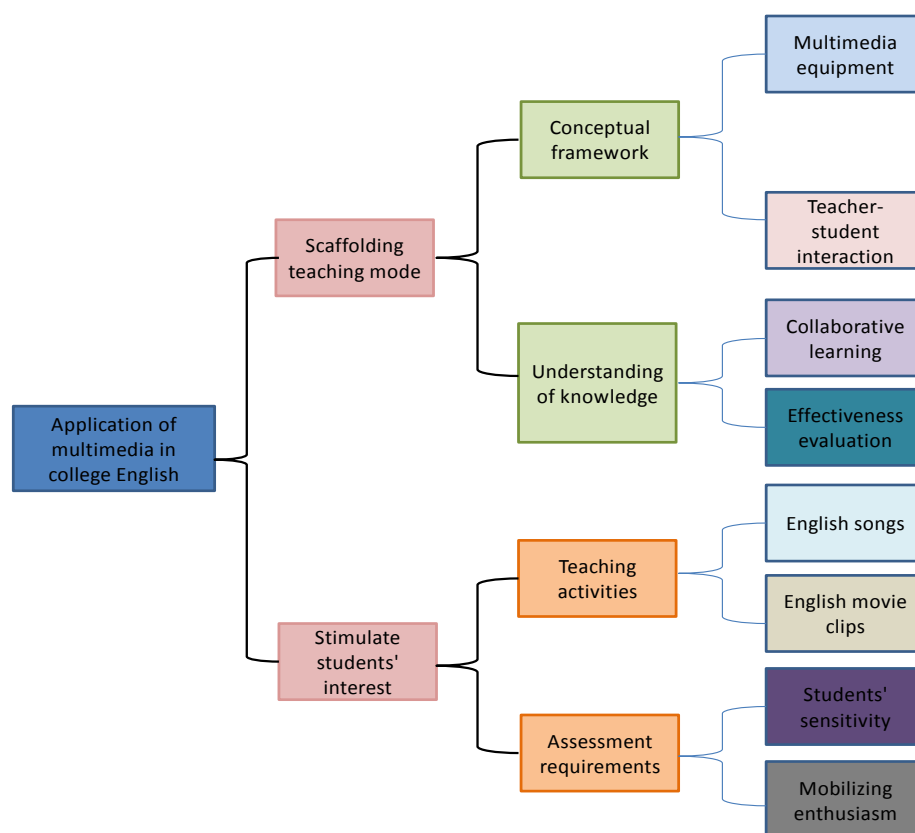 Application of
multimedia in
college English
Scaffolding
teaching mode
Conceptual
framework
Multimedia
equipment
Teacher-
student
interaction
Understanding
of knowledge
Collaborative
learning
Effectiveness
evaluation
Stimulate
students'
interest
Teaching
activities
English songs
English movie
clips
Assessment
requirements
Students'
sensitivity
Mobilizing
enthusiasm